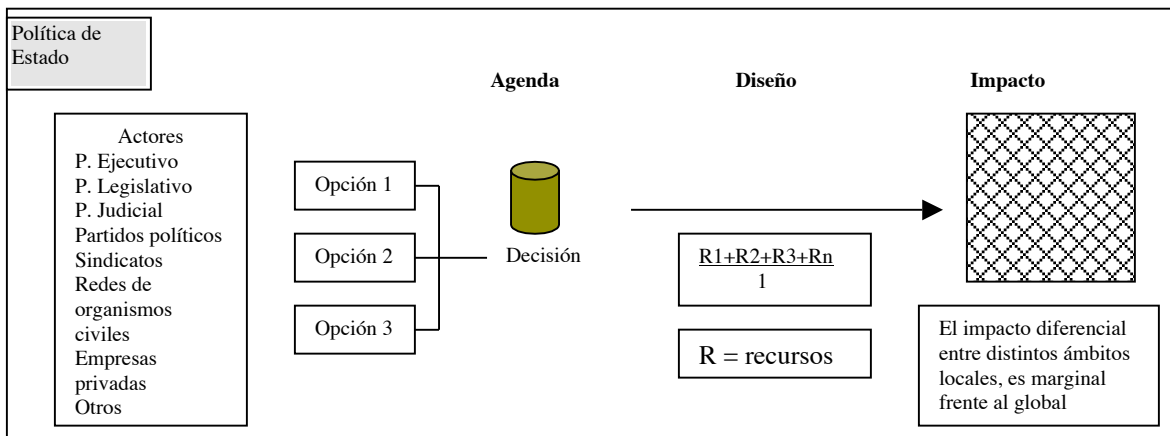 Política de
Estado
Agenda
Diseño
Impacto
Actores
P. Ejecutivo
P. Legislativo
P. Judicial
Partidos políticos
Sindicatos
Redes de
organismos
civiles
Empresas
privadas
Otros
Opción 1
Opción 2
Opción 3
Decisión
R1+R2+R3+Rn
1
R = recursos
El impacto diferencial
entre distintos ámbitos
locales, es marginal
frente al global